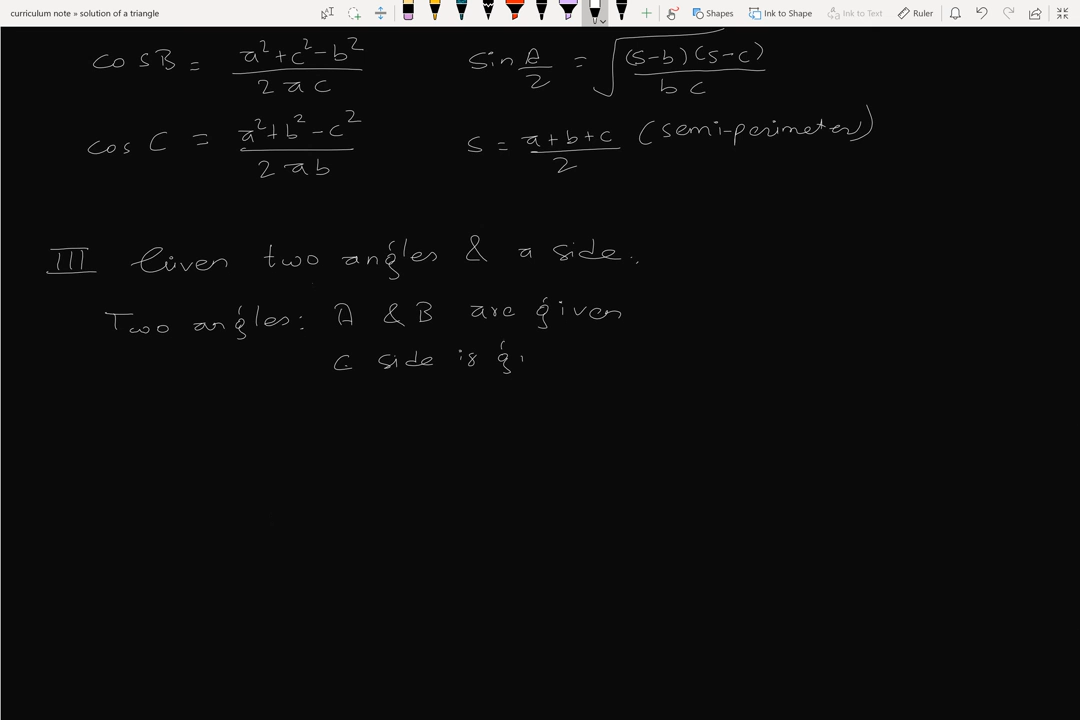 curriculum note » solution of a triangle
Shapes
Ink to Shape
Ink to Text
Ruler
cos B = a²+c²-b² / 2ac
sin A/2 = √((s-b)(s-c) / bc)
cos C = a²+b²-c² / 2ab
s = a+b+c / 2 (semi-perimeter)
III Given two angles & a side.
Two angles: A & B are given
C side is gi